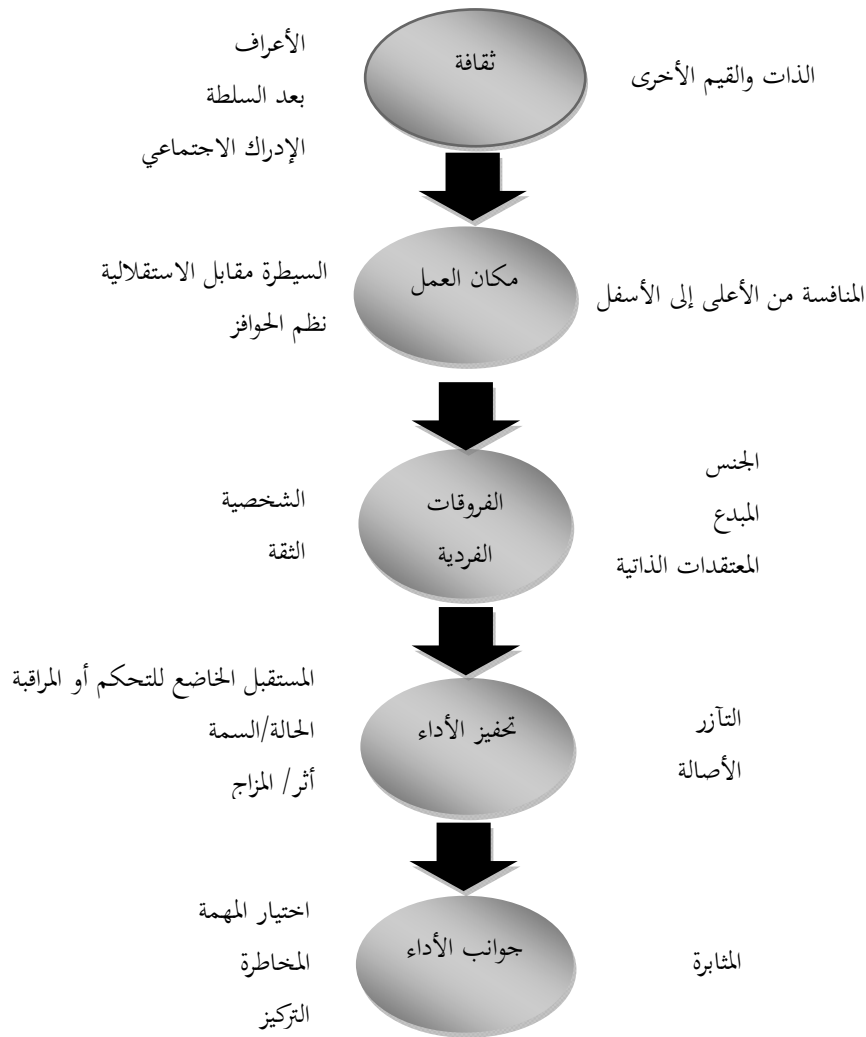 الذات والقيم الأخرى
ثقافة
الأعراف
بعد السلطة
الإدراك الاجتماعي
المنافسة من الأعلى إلى الأسفل
مكان العمل
السيطرة مقابل الاستقلالية
نظم الحوافز
الجنس
المبدع
المعتقدات الذاتية
الفروقات
الفردية
الشخصية
الثقة
التآزر
الأصالة
تحفيز الأداء
المستقبل الخاضع للتحكم أو المراقبة
الحالة/السمة
أثر/ المزاج
المثابرة
جوانب الأداء
اختيار المهمة
المخاطرة
التركيز